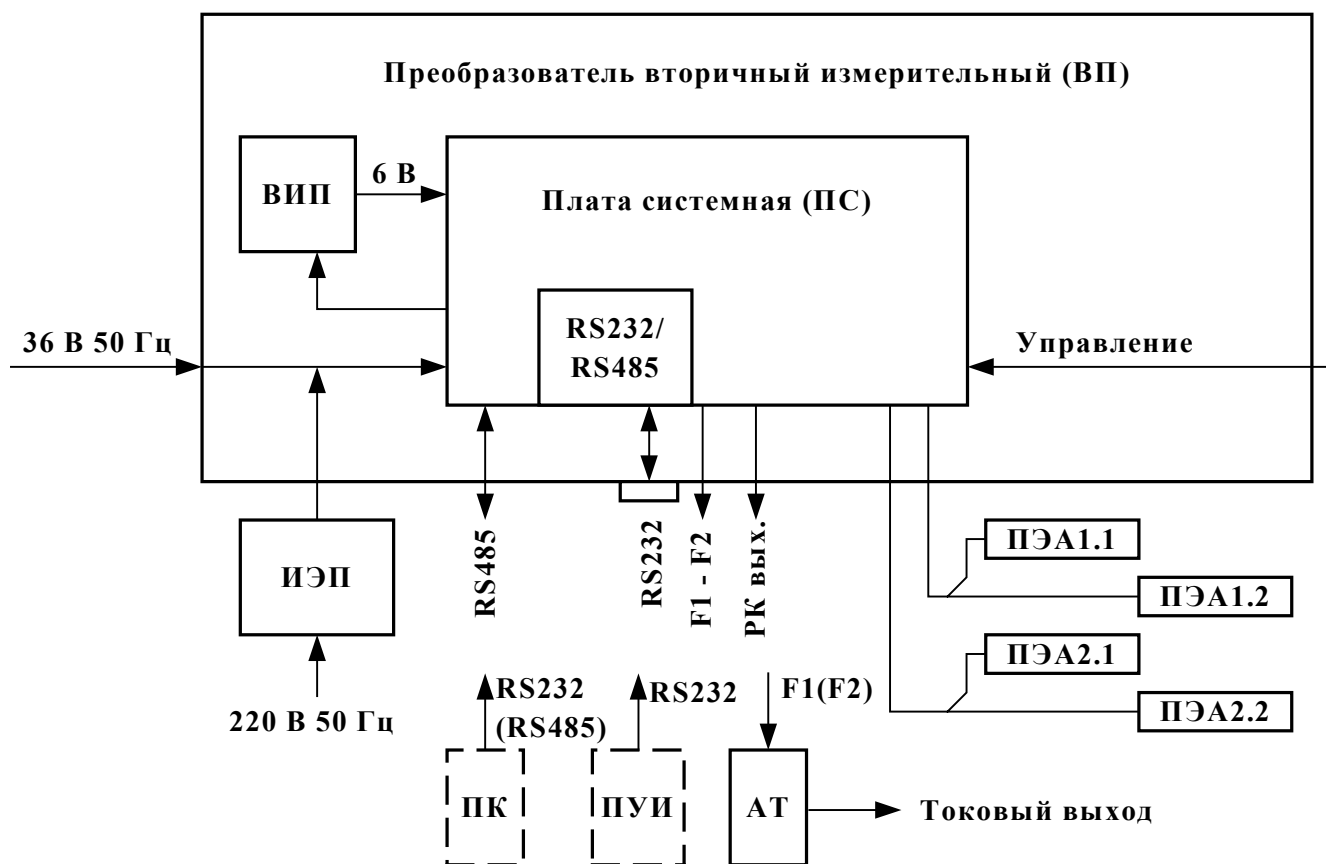 Преобразователь вторичный измерительный (ВП)
ВИП
6 В
Плата системная (ПС)
RS232/
RS485
36 В 50 Гц
Управление
ИЭП
220 В 50 Гц
RS485
RS232
F1 - F2
РК вых.
ПЭА1.1
ПЭА1.2
ПЭА2.1
ПЭА2.2
RS232
(RS485)
RS232
F1(F2)
ПК
ПУИ
АТ
Токовый выход